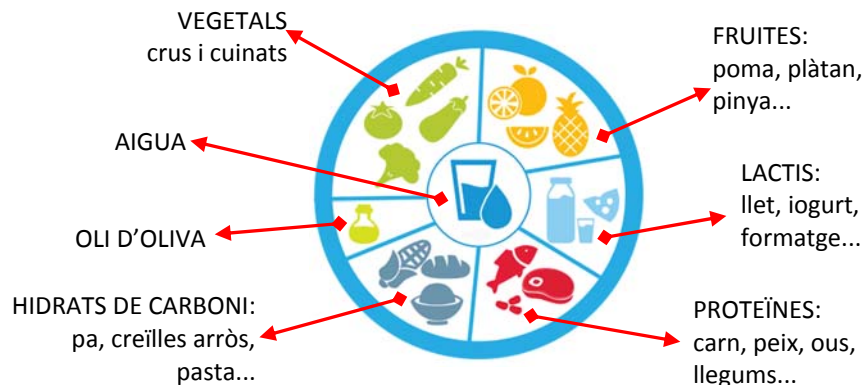 VEGETALS
crus i cuinats
AIGUA
OLI D’OLIVA
HIDRATS DE CARBONI:
pa, creïlles arròs,
pasta...
FRUITES:
poma, plàtan,
pinya...
LACTIS:
llet, iogurt,
formatge...
PROTEÏNES:
carn, peix, ous,
llegums...